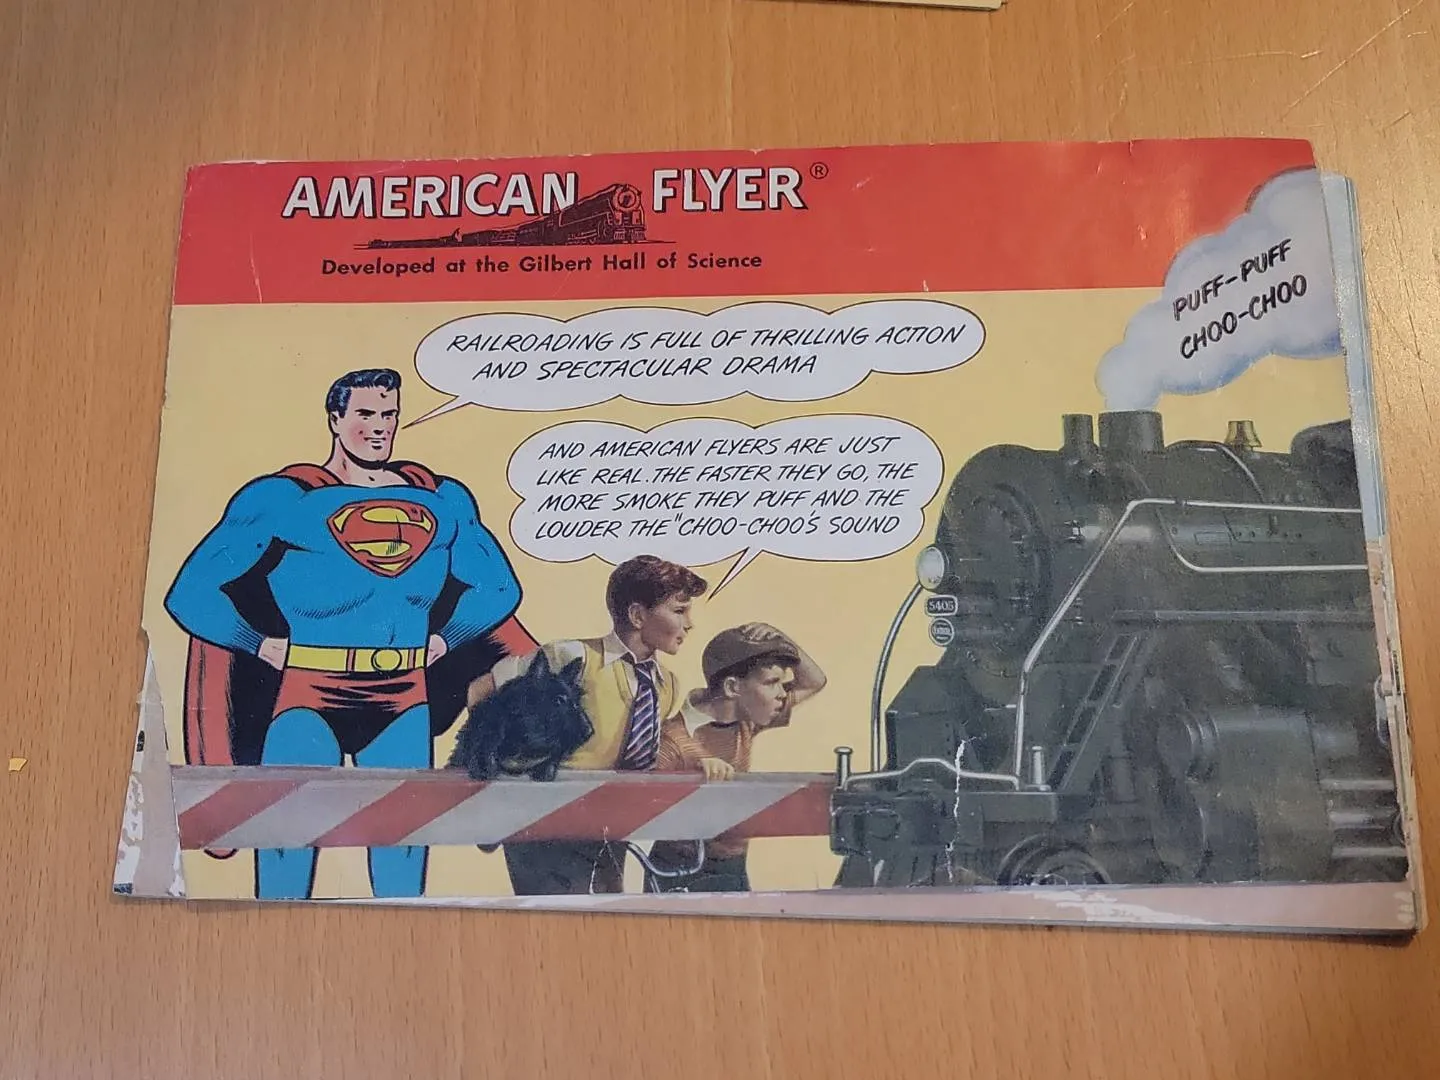 AMERICAN FLYER®
Developed at the Gilbert Hall of Science
PUFF-PUFF
CHOO-CHOO
RAILROADING IS FULL OF THRILLING ACTION
AND SPECTACULAR DRAMA
AND AMERICAN FLYERS ARE JUST
LIKE REAL. THE FASTER THEY GO, THE
MORE SMOKE THEY PUFF AND THE
LOUDER THE "CHOO-CHOO'S SOUND
S
5405